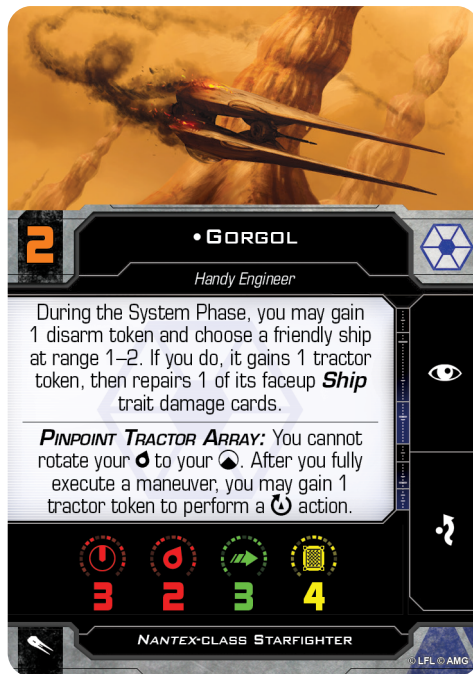 2
•GORGOL
Handy Engineer
During the System Phase, you may gain
1 disarm token and choose a friendly ship
at range 1–2. If you do, it gains 1 tractor
token, then repairs 1 of its faceup Ship
trait damage cards.
PINPOINT TRACTOR ARRAY: You cannot
rotate your to your . After you fully
execute a maneuver, you may gain 1
tractor token to perform a action.
3 2 3 4
NANTEX-CLASS STARFIGHTER
© LFL © AMG